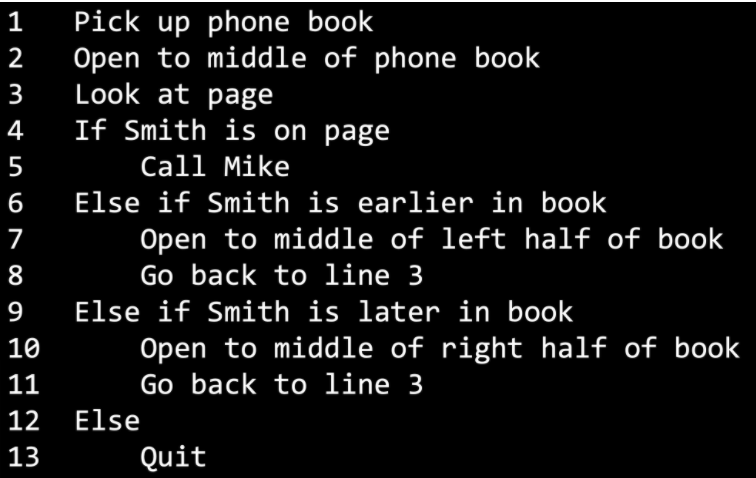 1 Pick up phone book
2 Open to middle of phone book
3 Look at page
4 If Smith is on page
5 Call Mike
6 Else if Smith is earlier in book
7 Open to middle of left half of book
8 Go back to line 3
9 Else if Smith is later in book
10 Open to middle of right half of book
11 Go back to line 3
12 Else
13 Quit